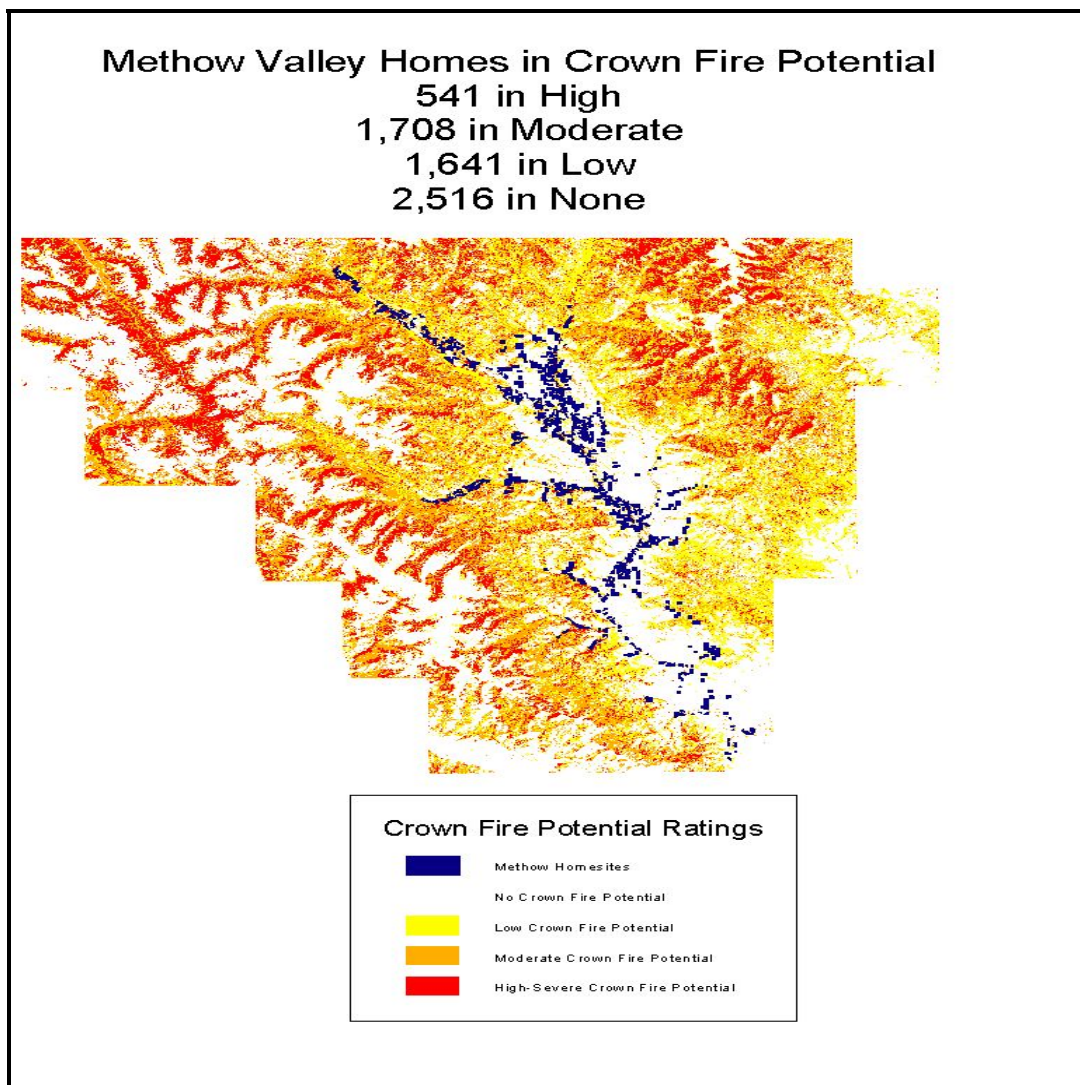 Methow Valley Homes in Crown Fire Potential
541 in High
1,708 in Moderate
1,641 in Low
2,516 in None
Crown Fire Potential Ratings
Methow Homesites
No Crown Fire Potential
Low Crown Fire Potential
Moderate Crown Fire Potential
High-Severe Crown Fire Potential